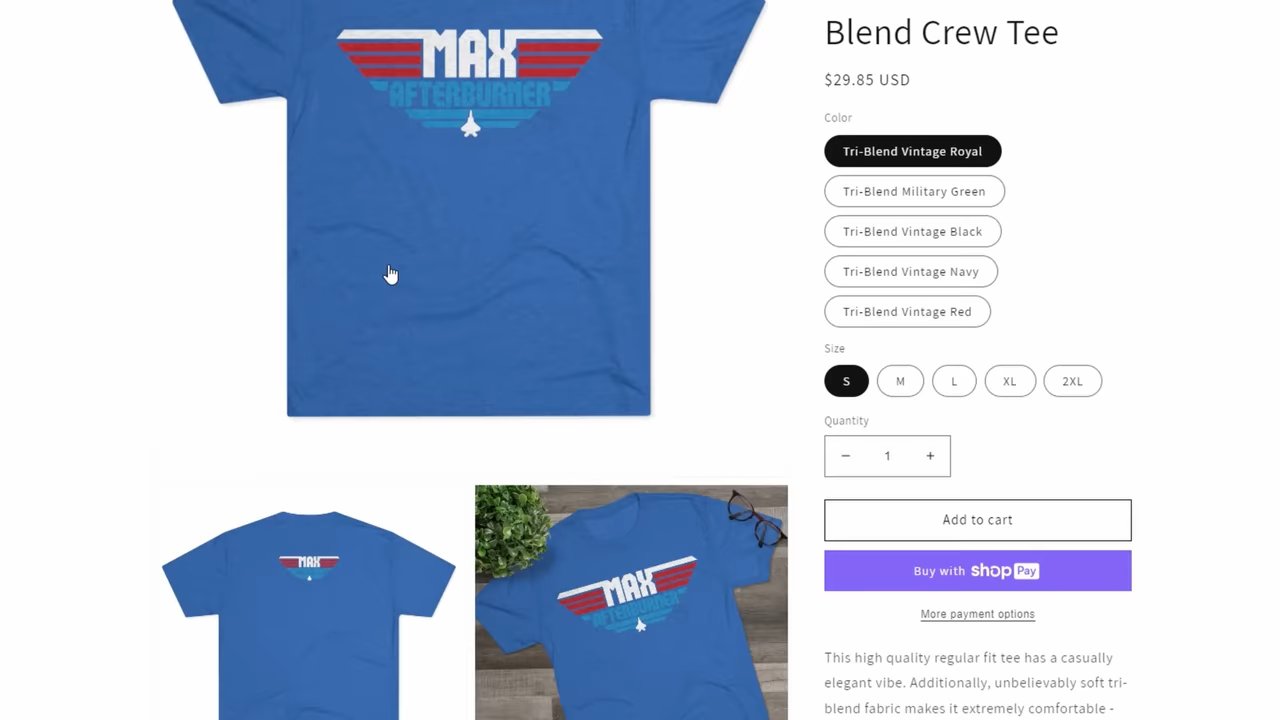 MAX
AFTERBURNER
MAX
MAX
AFTERBURNER
Blend Crew Tee
$29.85 USD
Color
Tri-Blend Vintage Royal
Tri-Blend Military Green
Tri-Blend Vintage Black
Tri-Blend Vintage Navy
Tri-Blend Vintage Red
Size
S M L XL 2XL
Quantity
− 1 +
Add to cart
Buy with shop Pay
More payment options
This high quality regular fit tee has a casually
elegant vibe. Additionally, unbelievably soft tri-
blend fabric makes it extremely comfortable -